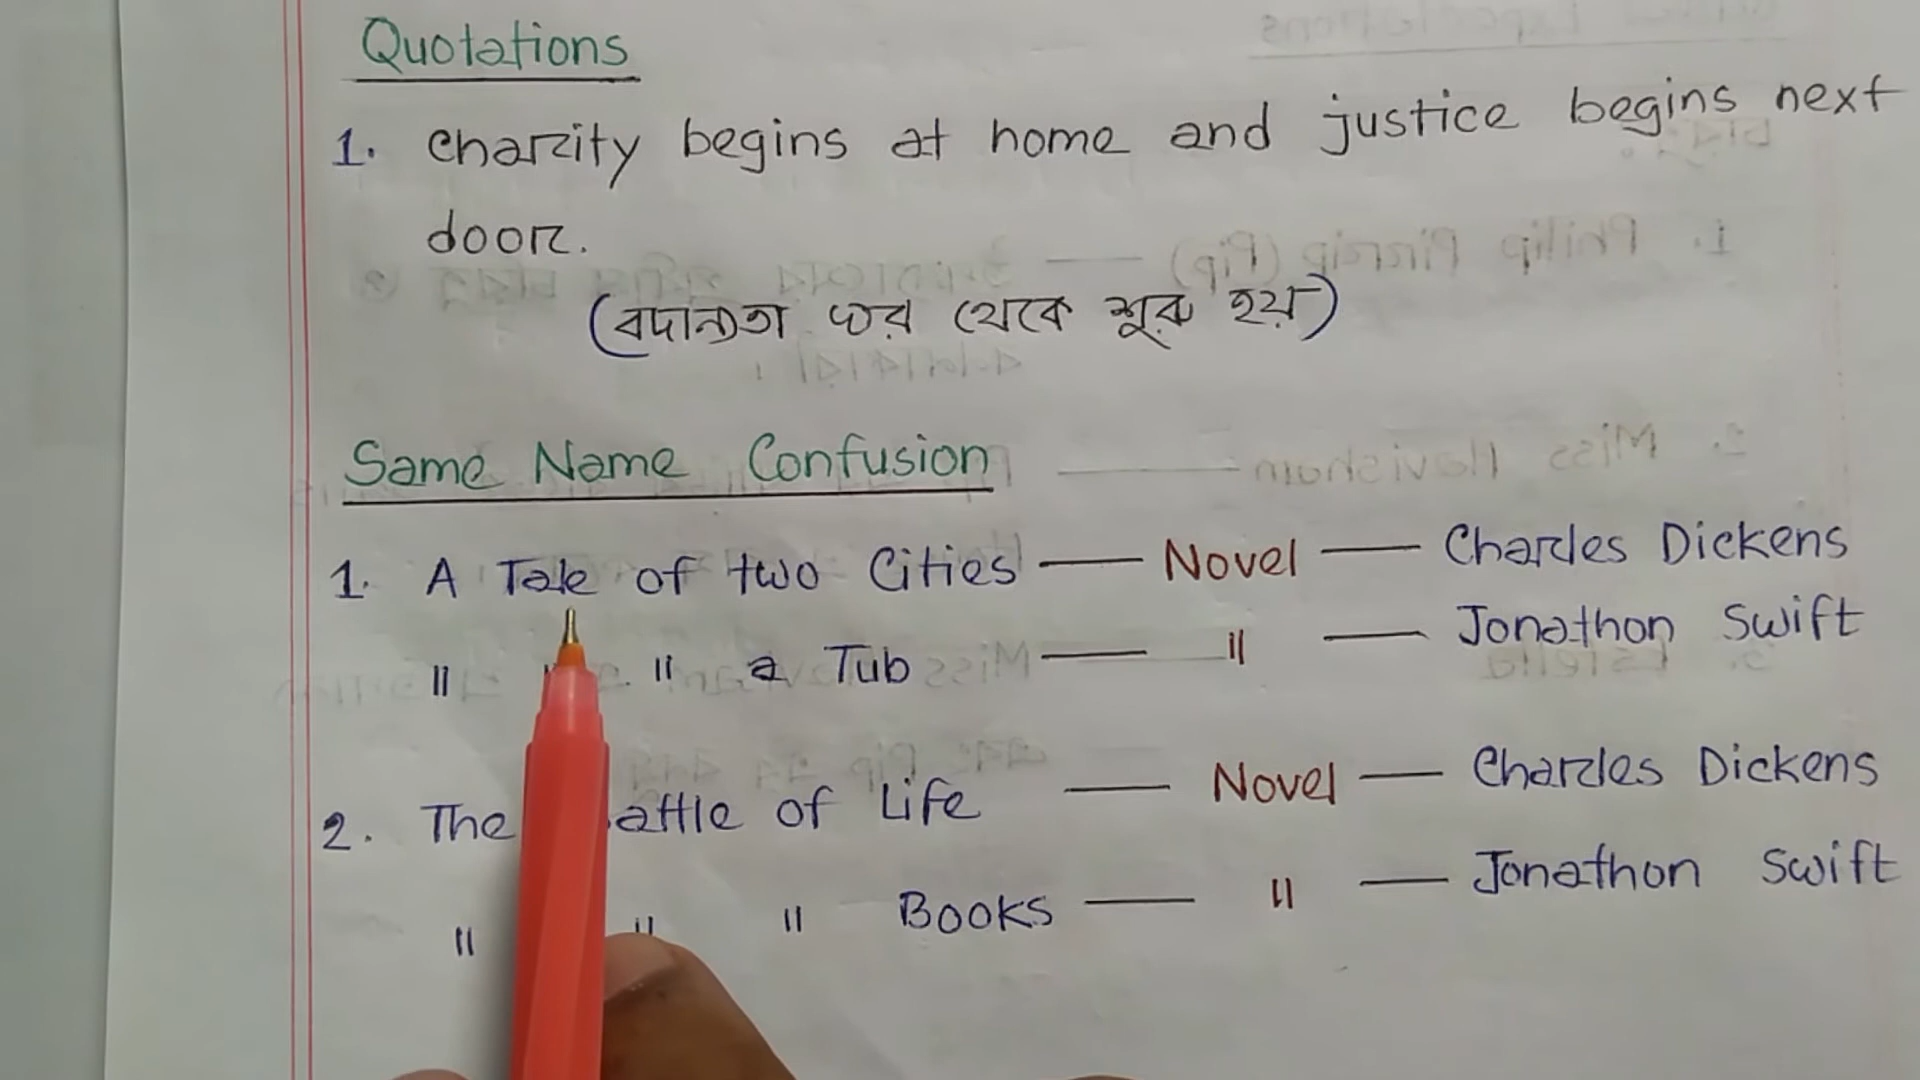 Quotations
1. Charity begins at home and justice begins next
door.
(বদান্যতা ঘর থেকে শুরু হয়)
Same Name Confusion
1. A Tale of two Cities — Novel — Charles Dickens
" " " a Tub — " — Jonathon Swift
2. The Battle of Life — Novel — Charles Dickens
" " " Books — " — Jonathon Swift